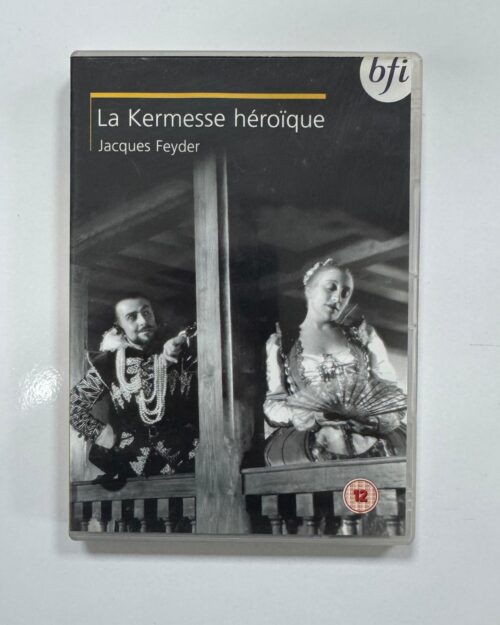 bfi
La Kermesse héroïque
Jacques Feyder
12